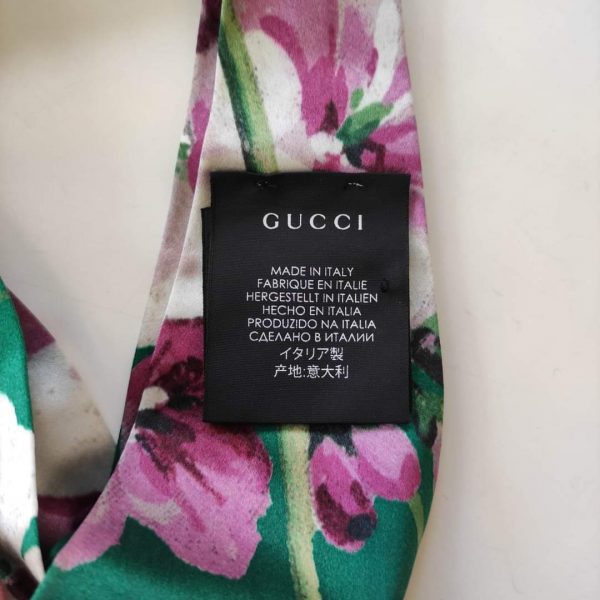 GUCCI
MADE IN ITALY
FABRIQUE EN ITALIE
HERGESTELLT IN ITALIEN
HECHO EN ITALIA
PRODUZIDO NA ITALIA
СДЕЛАНО В ИТАЛИИ
イタリア製
产地:意大利